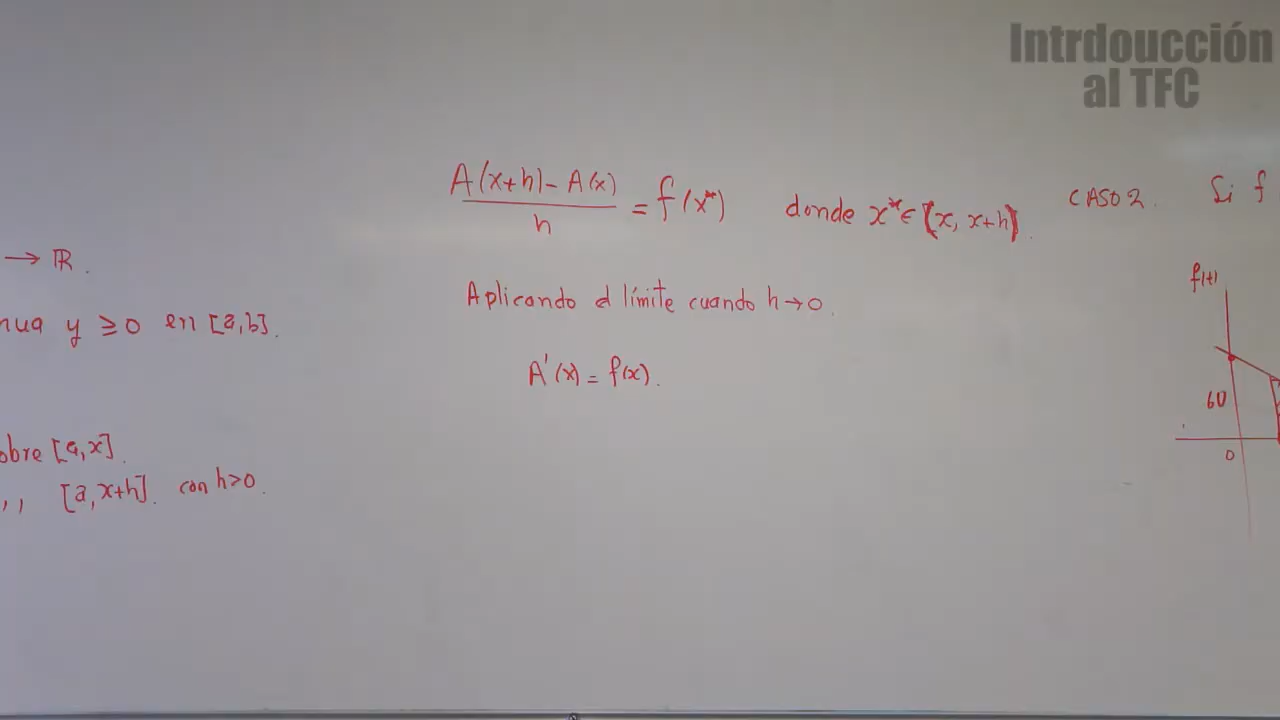 Intrdoucción
al TFC
→ ℝ.
nua y ≥ 0 en [a,b].
obre [a,x].
,, [a,x+h]. con h>0.
A(x+h) - A(x)
h
= f(x*) donde x* ∈ [x, x+h].
Aplicando el límite cuando h → 0.
A'(x) = f(x).
CASO 2. Si f
f(t)
60
0